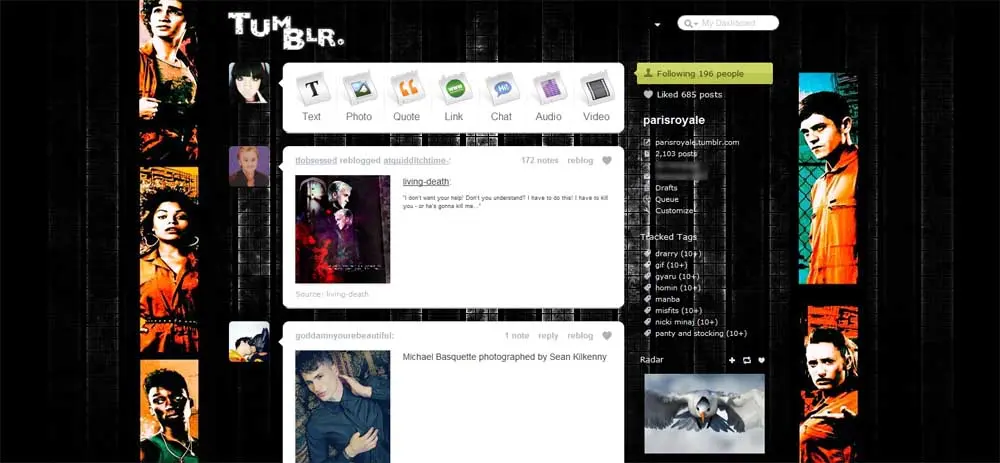 TUMBLR.
My Dashboard
Text
Photo
Quote
Link
Chat
Audio
Video
Following 196 people
Liked 685 posts
parisroyale
parisroyale.tumblr.com
2,103 posts
Drafts
Queue
Customize
tfobsessed reblogged atquidditchtime-:
172 notes reblog
living-death:
"I don't want your help! Don't you understand? I have to do this! I have to kill
you - or he's gonna kill me..."
Source: living-death
Tracked Tags
drarry (10+)
gif (10+)
gyaru (10+)
homin (10+)
manba
misfits (10+)
nicki minaj (10+)
panty and stocking (10+)
goddamnyourebeautiful:
1 note reply reblog
Michael Basquette photographed by Sean Kilkenny
Radar